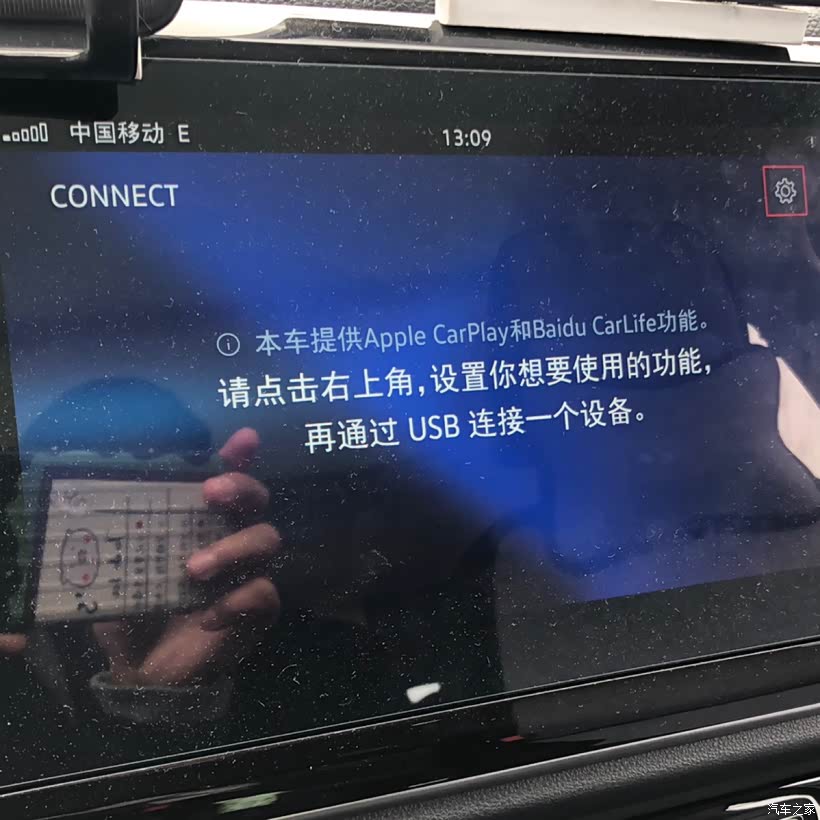 中国移动 E
13:09
CONNECT
本车提供Apple CarPlay和Baidu CarLife功能。
请点击右上角,设置你想要使用的功能,
再通过 USB 连接一个设备。
汽车之家